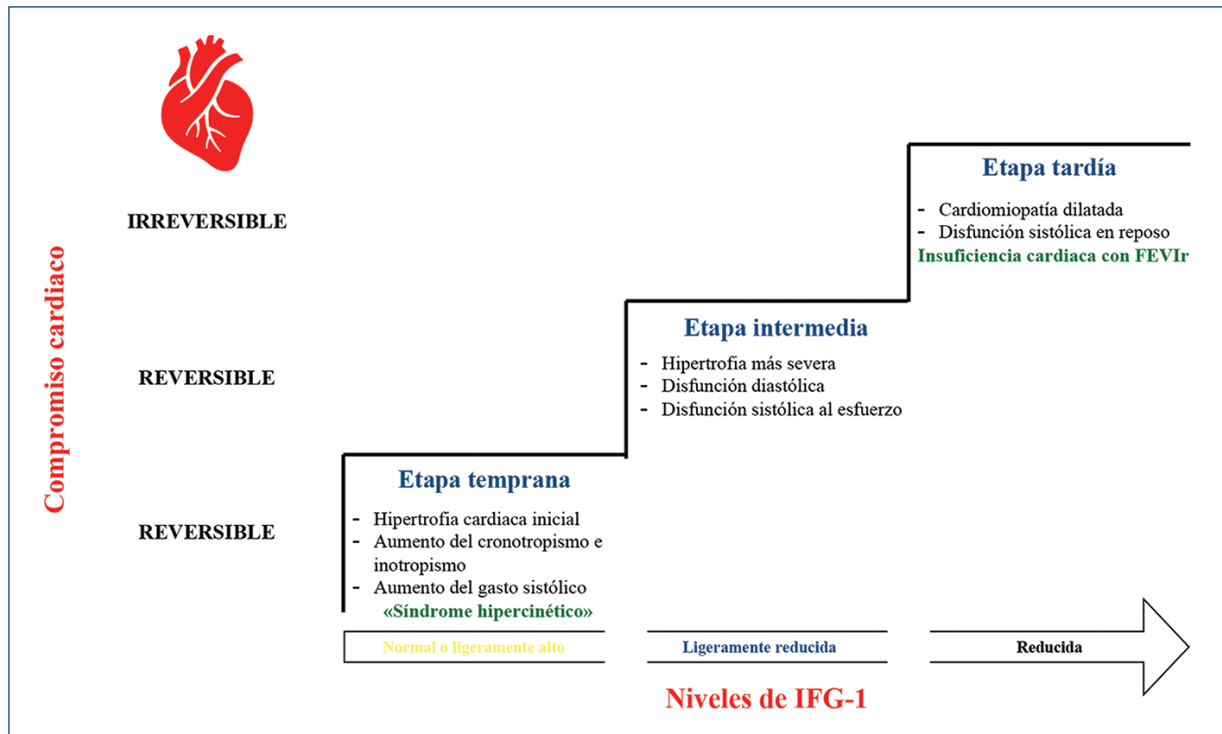 Compromiso cardiaco
IRREVERSIBLE
REVERSIBLE
REVERSIBLE
Etapa tardía
- Cardiomiopatía dilatada
- Disfunción sistólica en reposo
Insuficiencia cardiaca con FEVIr
Etapa intermedia
- Hipertrofia más severa
- Disfunción diastólica
- Disfunción sistólica al esfuerzo
Etapa temprana
- Hipertrofia cardiaca inicial
- Aumento del cronotropismo e
inotropismo
- Aumento del gasto sistólico
«Síndrome hipercinético»
Normal o ligeramente alto
Ligeramente reducida
Reducida
Niveles de IFG-1